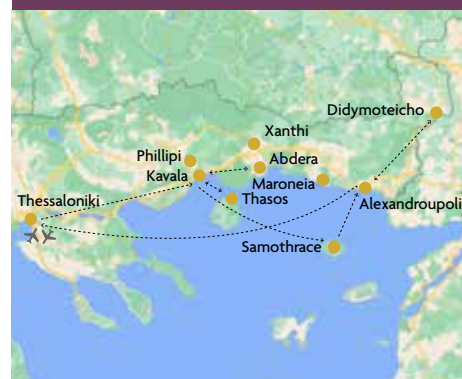 Didymoteicho
Xanthi
Phillipi
Abdera
Kavala
Maroneia
Thasos
Thessaloniki
Alexandroupoli
Samothrace